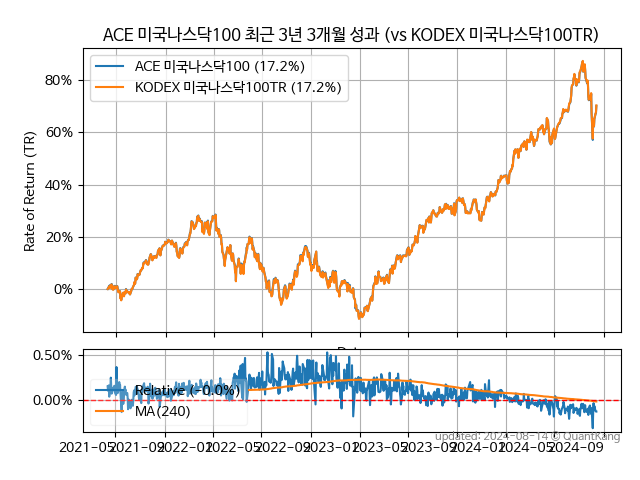 ACE 미국나스닥100 최근 3년 3개월 성과 (vs KODEX 미국나스닥100TR)
ACE 미국나스닥100 (17.2%)
KODEX 미국나스닥100TR (17.2%)
80%
60%
40%
20%
0%
Rate of Return (TR)
0.50%
0.00%
Relative (-0.0%)
MA(240)
updated: 2024-08-14 © QuantKang
2021-05 2021-09 2022-01 2022-05 2022-09 2023-01 2023-05 2023-09 2024-01 2024-05 2024-09